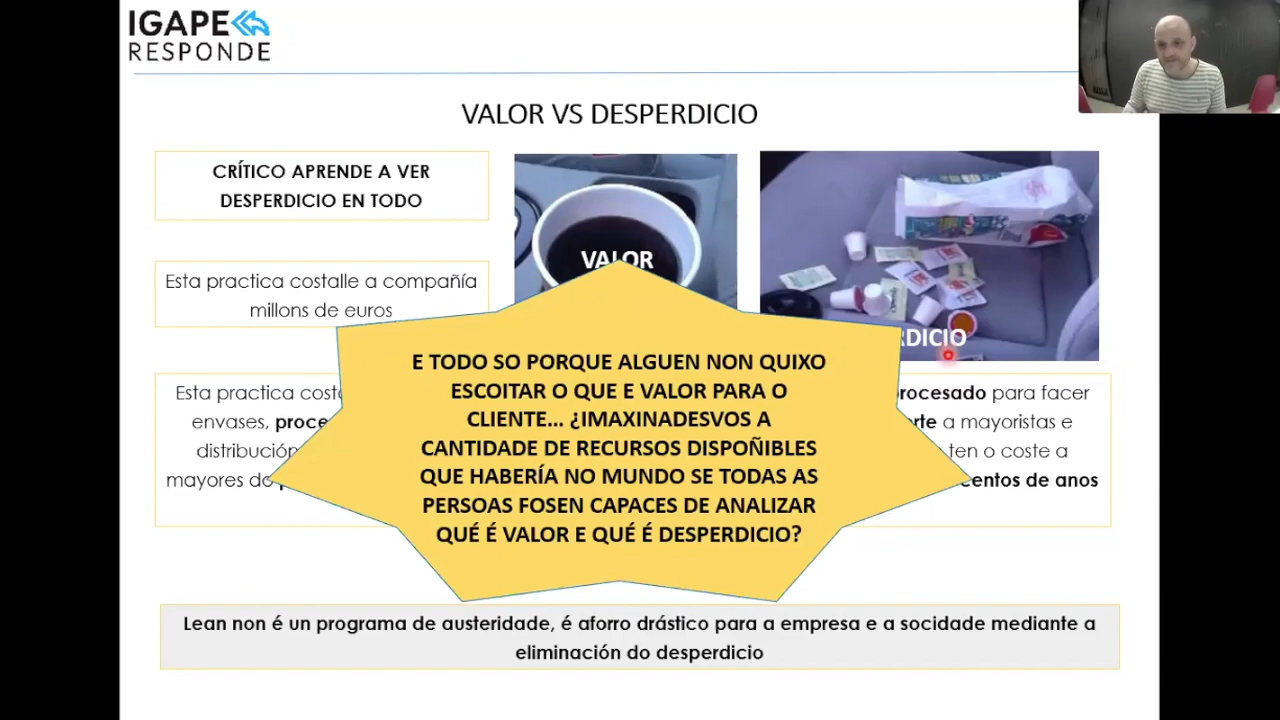 IGAPE
RESPONDE
VALOR VS DESPERDICIO
CRÍTICO APRENDE A VER
DESPERDICIO EN TODO
Esta practica costalle a compañía
millons de euros
VALOR
RDICIO
E TODO SO PORQUE ALGUEN NON QUIXO
ESCOITAR O QUE E VALOR PARA O
CLIENTE... ¿IMAXINADESVOS A
CANTIDADE DE RECURSOS DISPOÑIBLES
QUE HABERÍA NO MUNDO SE TODAS AS
PERSOAS FOSEN CAPACES DE ANALIZAR
QUÉ É VALOR E QUÉ É DESPERDICIO?
Esta practica cost
envases, proce
distribución
mayores do
rocesado para facer
rte a mayoristas e
ten o coste a
centos de anos
Lean non é un programa de austeridade, é aforro drástico para a empresa e a socidade mediante a
eliminación do desperdicio